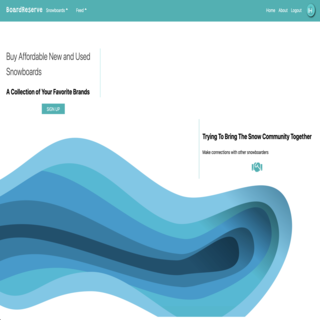 BoardReserve Snowboards Feed Home About Logout
Buy Affordable New and Used
Snowboards
A Collection of Your Favorite Brands
SIGN UP
Trying To Bring The Snow Community Together
Make connections with other snowboarders